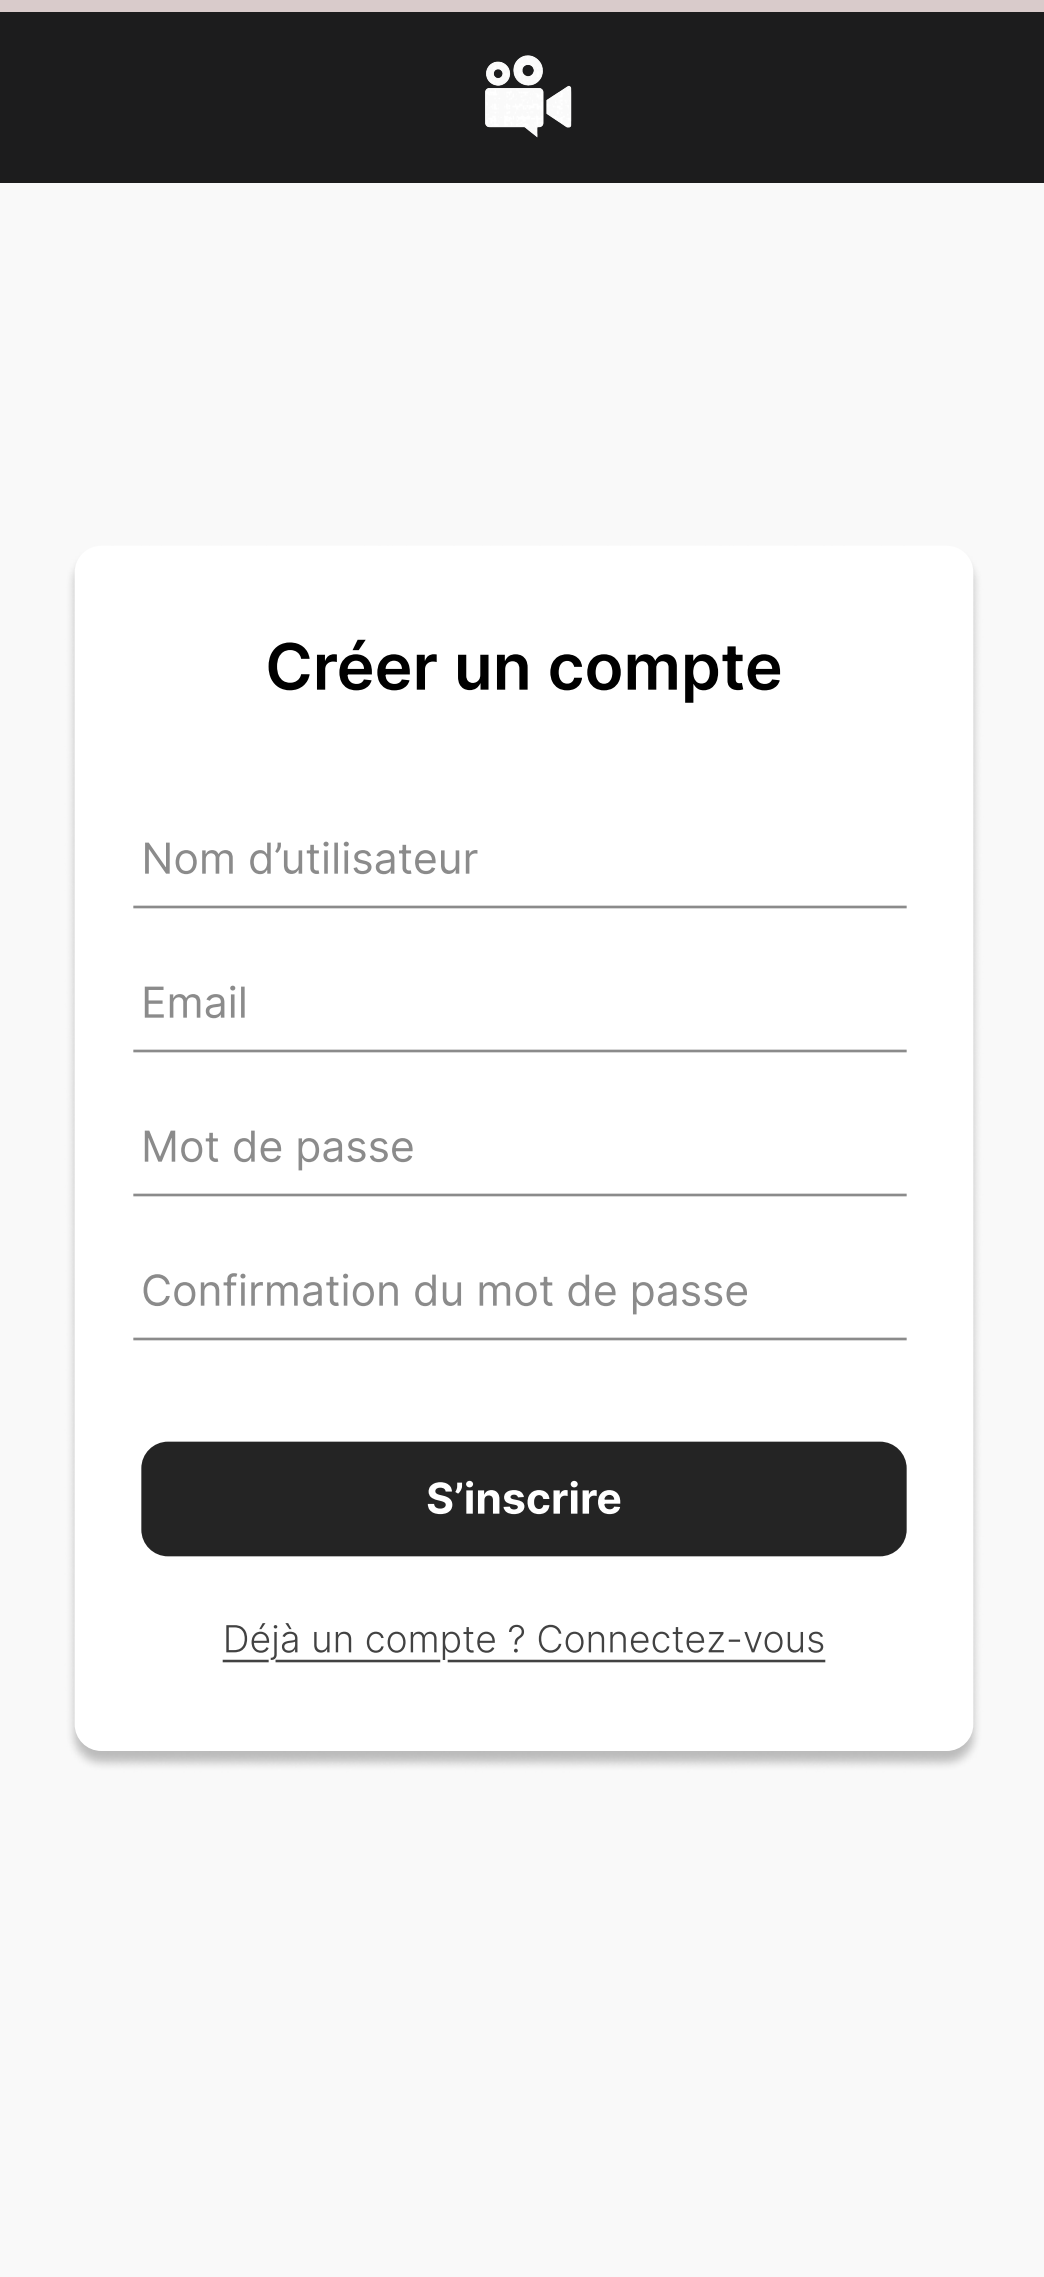 Créer un compte
Nom d’utilisateur
Email
Mot de passe
Confirmation du mot de passe
S’inscrire
Déjà un compte ? Connectez-vous